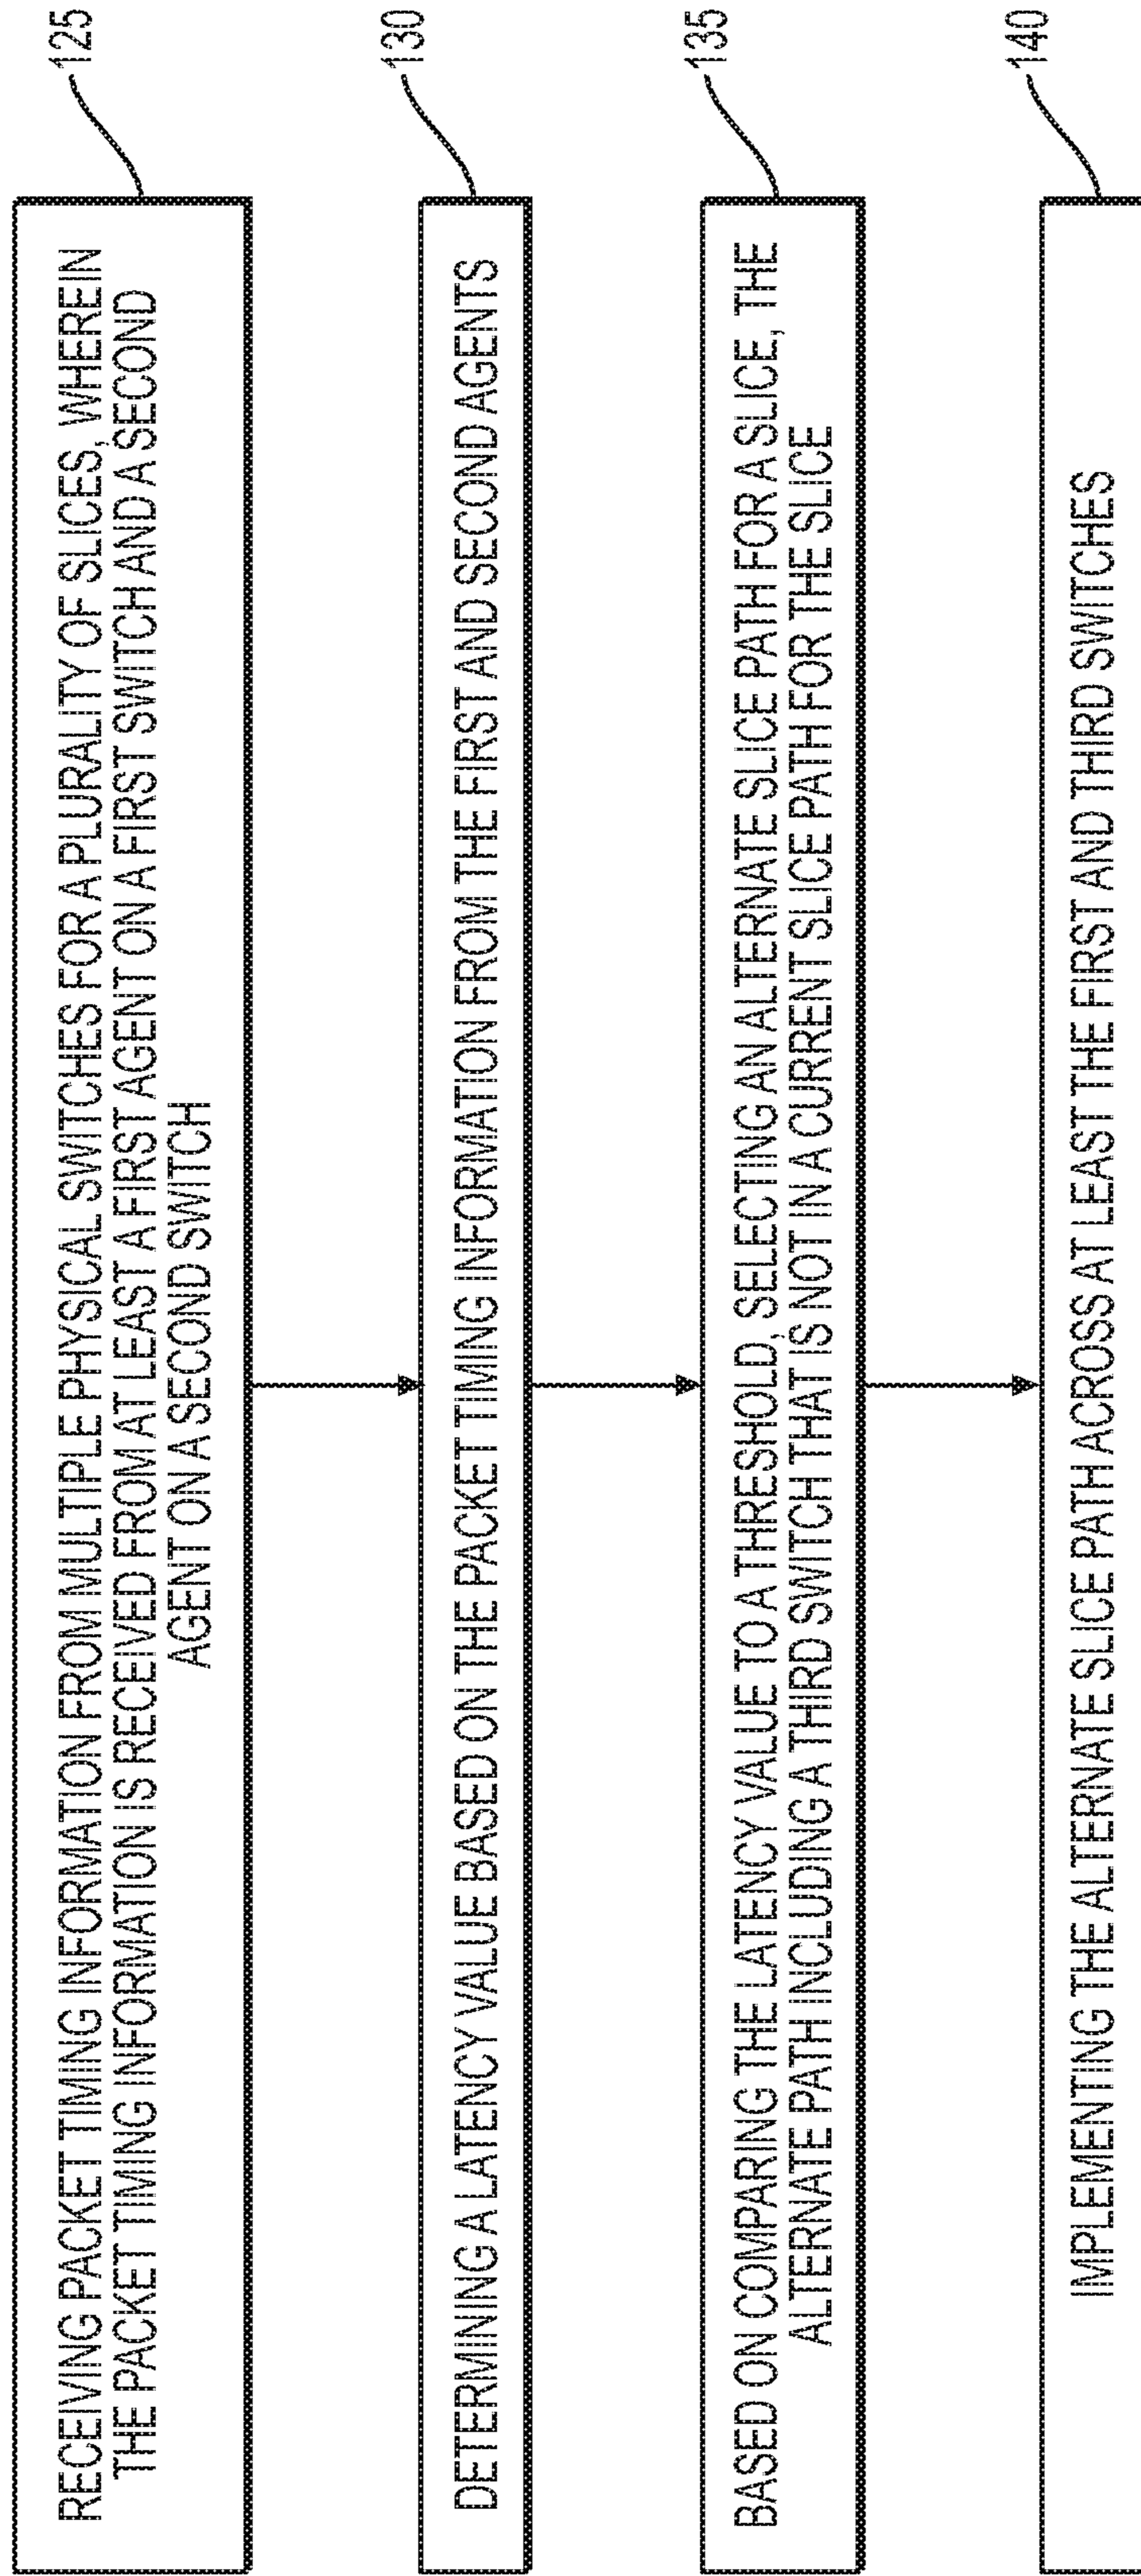 RECEIVING PACKET TIMING INFORMATION FROM MULTIPLE PHYSICAL SWITCHES FOR A PLURALITY OF SLICES, WHEREIN
THE PACKET TIMING INFORMATION IS RECEIVED FROM AT LEAST A FIRST AGENT ON A FIRST SWITCH AND A SECOND
AGENT ON A SECOND SWITCH
125
DETERMINING A LATENCY VALUE BASED ON THE PACKET TIMING INFORMATION FROM THE FIRST AND SECOND AGENTS
130
BASED ON COMPARING THE LATENCY VALUE TO A THRESHOLD, SELECTING AN ALTERNATE SLICE PATH FOR A SLICE, THE
ALTERNATE PATH INCLUDING A THIRD SWITCH THAT IS NOT IN A CURRENT SLICE PATH FOR THE SLICE
135
IMPLEMENTING THE ALTERNATE SLICE PATH ACROSS AT LEAST THE FIRST AND THIRD SWITCHES
140